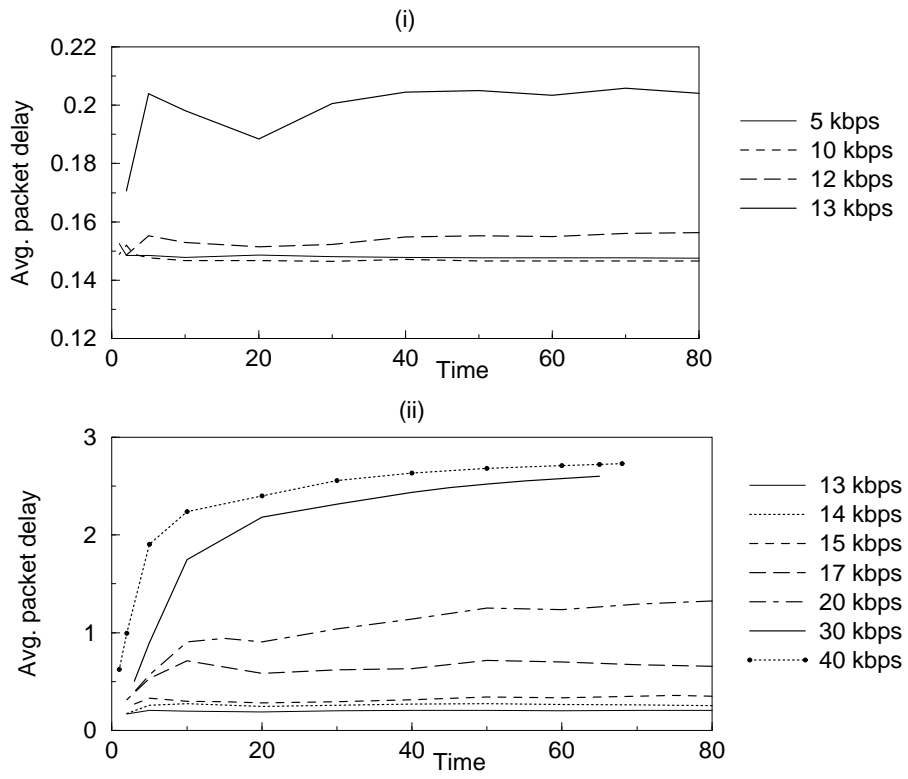 (i)
Avg. packet delay
0.22
0.2
0.18
0.16
0.14
0.12
0
20
40
60
80
Time
5 kbps
10 kbps
12 kbps
13 kbps
(ii)
Avg. packet delay
3
2
1
0
0
20
40
60
80
Time
13 kbps
14 kbps
15 kbps
17 kbps
20 kbps
30 kbps
40 kbps